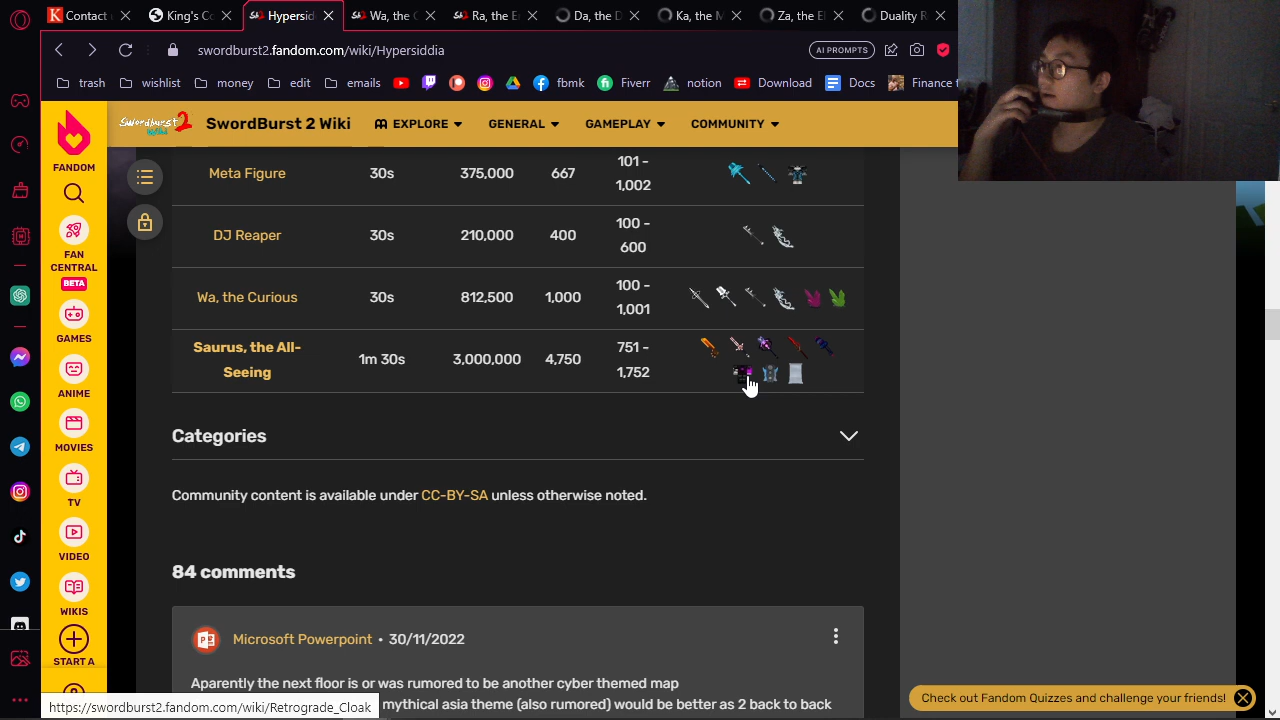 Contact
King's Co
Hypersid
Wa, the C
Ra, the E
Da, the D
Ka, the M
Za, the El
Duality R
swordburst2.fandom.com/wiki/Hypersiddia
AI PROMPTS
trash
wishlist
money
edit
emails
fbmk
Fiverr
notion
Download
Docs
Finance t
FANDOM
FAN
CENTRAL
BETA
GAMES
ANIME
MOVIES
TV
VIDEO
WIKIS
START A
Swordburst 2
Wiki
SwordBurst 2 Wiki
EXPLORE
GENERAL
GAMEPLAY
COMMUNITY
Meta Figure 30s 375,000 667 101 -
1,002
DJ Reaper 30s 210,000 400 100 -
600
Wa, the Curious 30s 812,500 1,000 100 -
1,001
Saurus, the All-
Seeing 1m 30s 3,000,000 4,750 751 -
1,752
Categories
Community content is available under CC-BY-SA unless otherwise noted.
84 comments
Microsoft Powerpoint • 30/11/2022
Aparently the next floor is or was rumored to be another cyber themed map
mythical asia theme (also rumored) would be better as 2 back to back
https://swordburst2.fandom.com/wiki/Retrograde_Cloak
Check out Fandom Quizzes and challenge your friends!